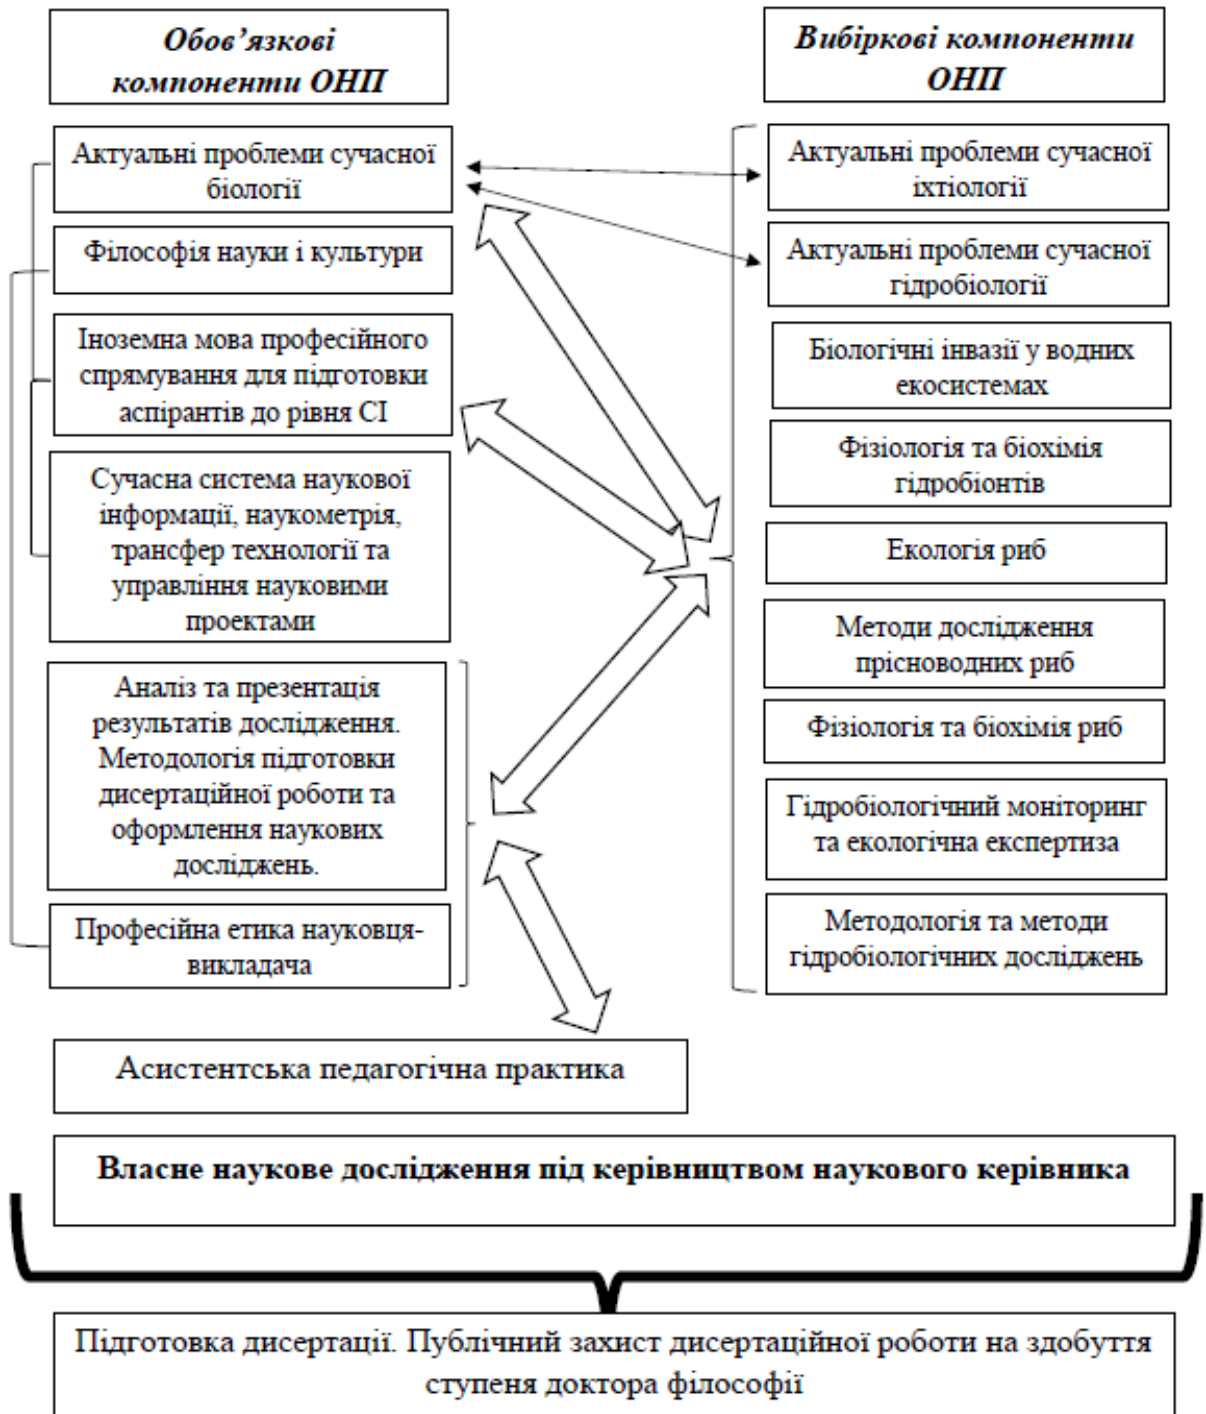 Обов’язкові
компоненти ОНП
Актуальні проблеми сучасної
біології
Філософія науки і культури
Іноземна мова професійного
спрямування для підготовки
аспірантів до рівня СІ
Сучасна система наукової
інформації, наукометрія,
трансфер технології та
управління науковими
проектами
Аналіз та презентація
результатів дослідження.
Методологія підготовки
дисертаційної роботи та
оформлення наукових
досліджень.
Професійна етика науковця-
викладача
Вибіркові компоненти
ОНП
Актуальні проблеми сучасної
іхтіології
Актуальні проблеми сучасної
гідробіології
Біологічні інвазії у водних
екосистемах
Фізіологія та біохімія
гідробіонтів
Екологія риб
Методи дослідження
прісноводних риб
Фізіологія та біохімія риб
Гідробіологічний моніторинг
та екологічна експертиза
Методологія та методи
гідробіологічних досліджень
Асистентська педагогічна практика
Власне наукове дослідження під керівництвом наукового керівника
Підготовка дисертації. Публічний захист дисертаційної роботи на здобуття
ступеня доктора філософії